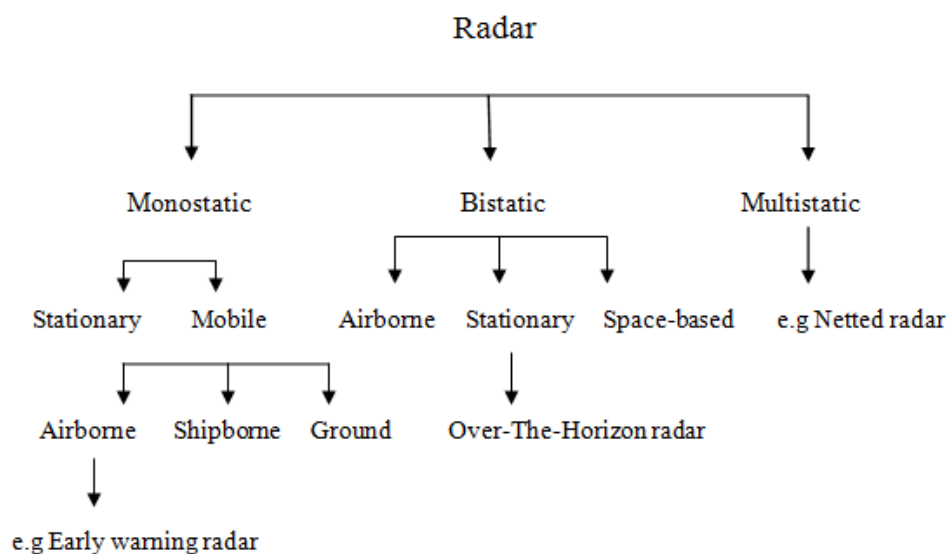 Radar
Monostatic Bistatic Multistatic
Stationary Mobile Airborne Stationary Space-based e.g Netted radar
Airborne Shipborne Ground Over-The-Horizon radar
e.g Early warning radar